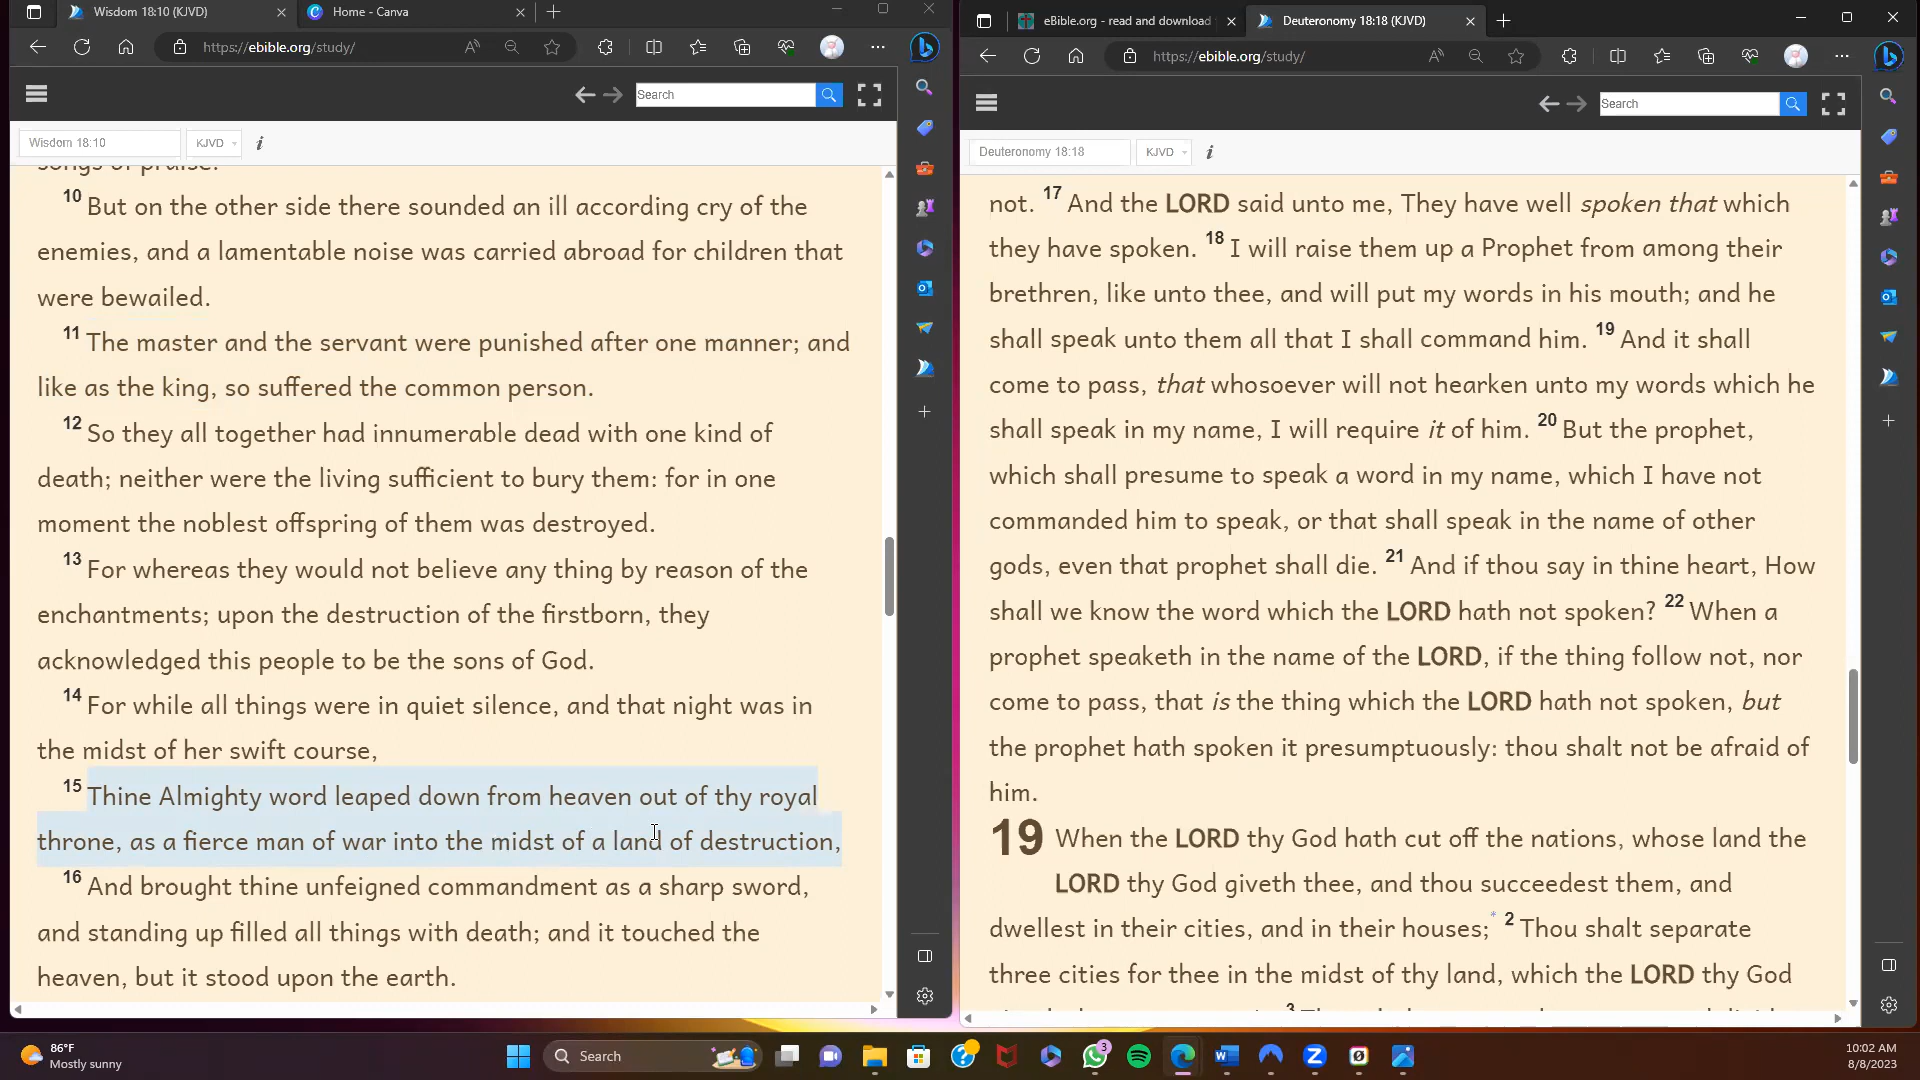 Wisdom 18:10 (KJVD)
Home - Canva
https://ebible.org/study/
Search
Wisdom 18:10
KJVD
i
songs of praise.
10 But on the other side there sounded an ill according cry of the
enemies, and a lamentable noise was carried abroad for children that
were bewailed.
11 The master and the servant were punished after one manner; and
like as the king, so suffered the common person.
12 So they all together had innumerable dead with one kind of
death; neither were the living sufficient to bury them: for in one
moment the noblest offspring of them was destroyed.
13 For whereas they would not believe any thing by reason of the
enchantments; upon the destruction of the firstborn, they
acknowledged this people to be the sons of God.
14 For while all things were in quiet silence, and that night was in
the midst of her swift course,
15 Thine Almighty word leaped down from heaven out of thy royal
throne, as a fierce man of war into the midst of a land of destruction,
16 And brought thine unfeigned commandment as a sharp sword,
and standing up filled all things with death; and it touched the
heaven, but it stood upon the earth.
eBible.org - read and download
Deuteronomy 18:18 (KJVD)
https://ebible.org/study/
Search
Deuteronomy 18:18
KJVD
i
not. 17 And the LORD said unto me, They have well spoken that which
they have spoken. 18 I will raise them up a Prophet from among their
brethren, like unto thee, and will put my words in his mouth; and he
shall speak unto them all that I shall command him. 19 And it shall
come to pass, that whosoever will not hearken unto my words which he
shall speak in my name, I will require it of him. 20 But the prophet,
which shall presume to speak a word in my name, which I have not
commanded him to speak, or that shall speak in the name of other
gods, even that prophet shall die. 21 And if thou say in thine heart, How
shall we know the word which the LORD hath not spoken? 22 When a
prophet speaketh in the name of the LORD, if the thing follow not, nor
come to pass, that is the thing which the LORD hath not spoken, but
the prophet hath spoken it presumptuously: thou shalt not be afraid of
him.
19 When the LORD thy God hath cut off the nations, whose land the
LORD thy God giveth thee, and thou succeedest them, and
dwellest in their cities, and in their houses;* 2 Thou shalt separate
three cities for thee in the midst of thy land, which the LORD thy God
86°F
Mostly sunny
Search
3
10:02 AM
8/8/2023